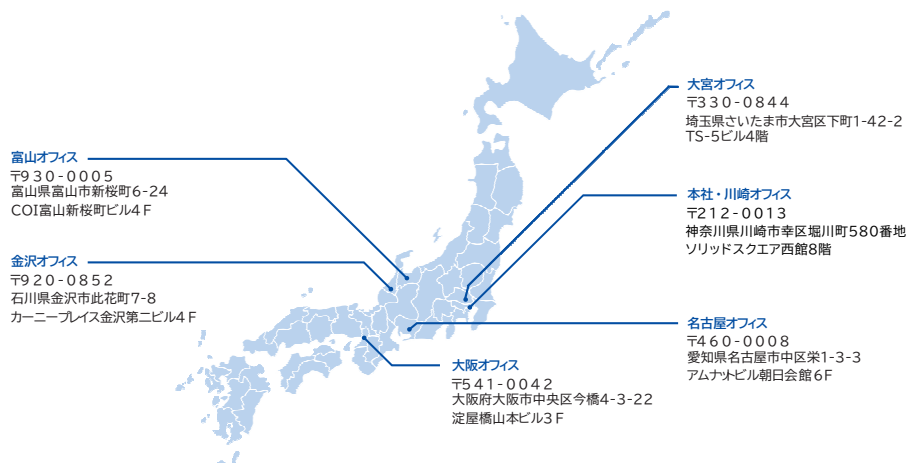 大宮オフィス
〒330-0844
埼玉県さいたま市大宮区下町1-42-2
TS-5ビル4階
富山オフィス
〒930-0005
富山県富山市新桜町6-24
COI富山新桜町ビル4F
本社・川崎オフィス
〒212-0013
神奈川県川崎市幸区堀川町580番地
ソリッドスクエア西館8階
金沢オフィス
〒920-0852
石川県金沢市此花町7-8
カーニープレイス金沢第二ビル4F
名古屋オフィス
〒460-0008
愛知県名古屋市中区栄1-3-3
アムナットビル朝日会館6F
大阪オフィス
〒541-0042
大阪府大阪市中央区今橋4-3-22
淀屋橋山本ビル3F